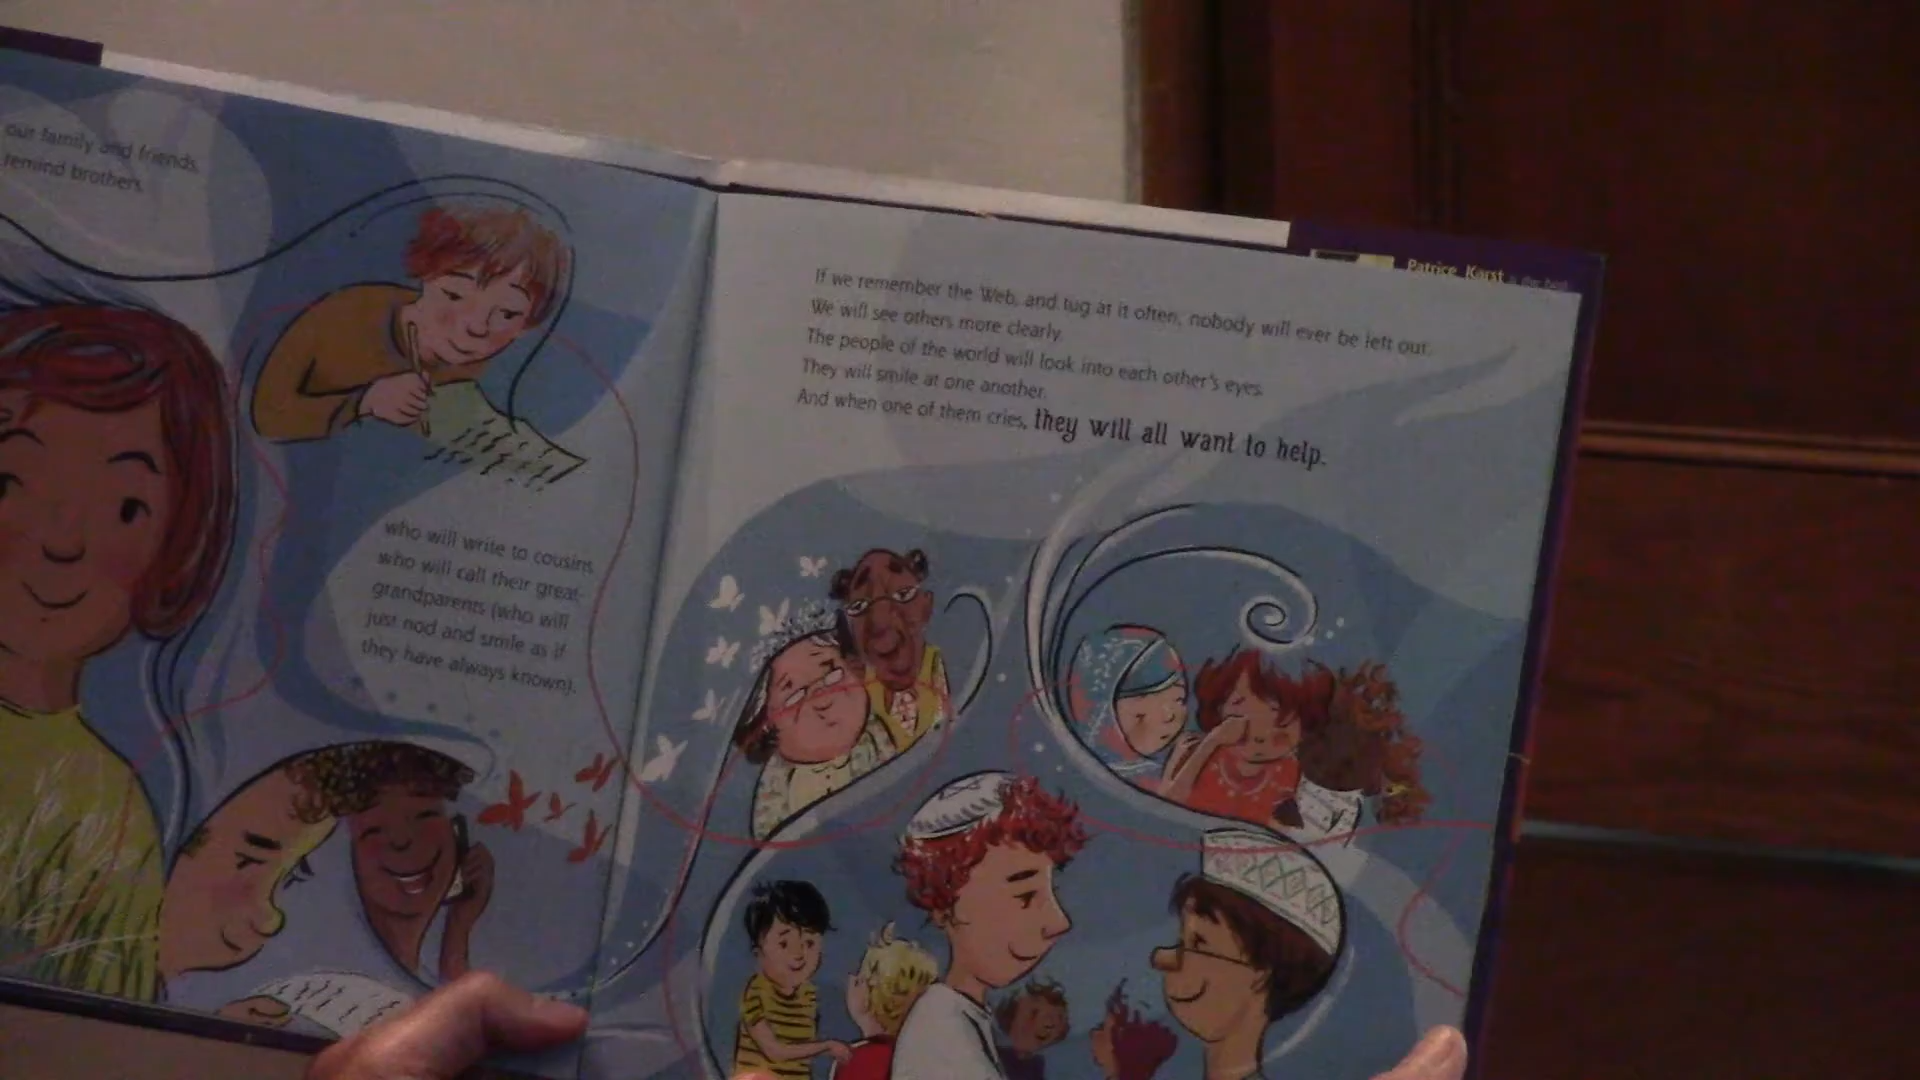 our family and friends.
remind brothers
who will write to cousins
who will call their great-
grandparents (who will
just nod and smile as if
they have always known).
If we remember the Web, and tug at it often, nobody will ever be left out.
We will see others more clearly.
The people of the world will look into each other's eyes.
They will smile at one another.
And when one of them cries, they will all want to help.
Patrice Karst